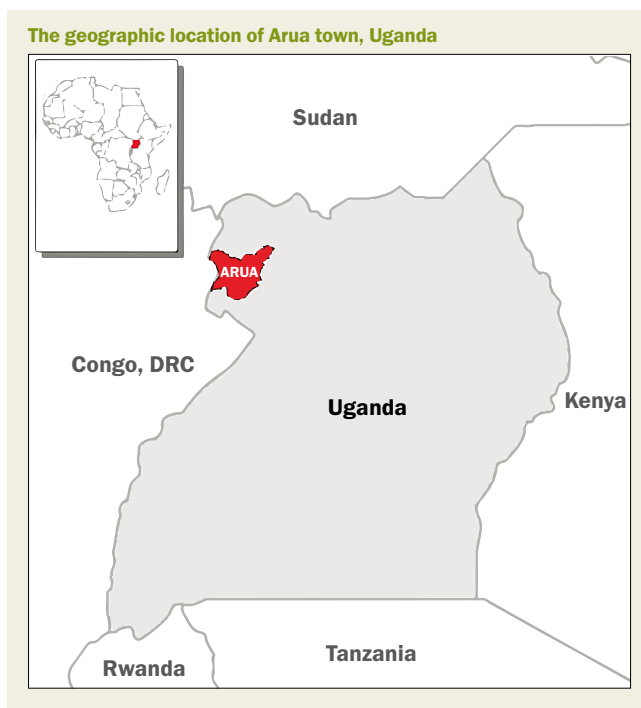 The geographic location of Arua town, Uganda
Sudan
ARUA
Congo, DRC
Uganda
Kenya
Tanzania
Rwanda